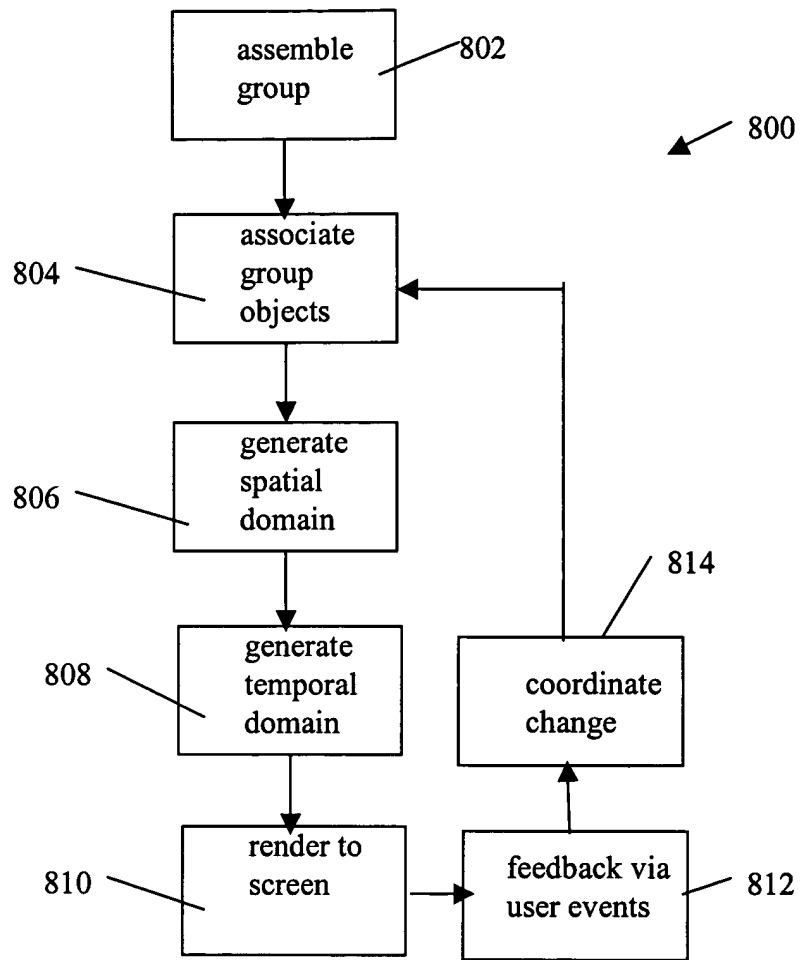 assemble
group
802
800
associate
group
objects
804
generate
spatial
domain
806
814
generate
temporal
domain
808
coordinate
change
render to
screen
810
feedback via
user events
812